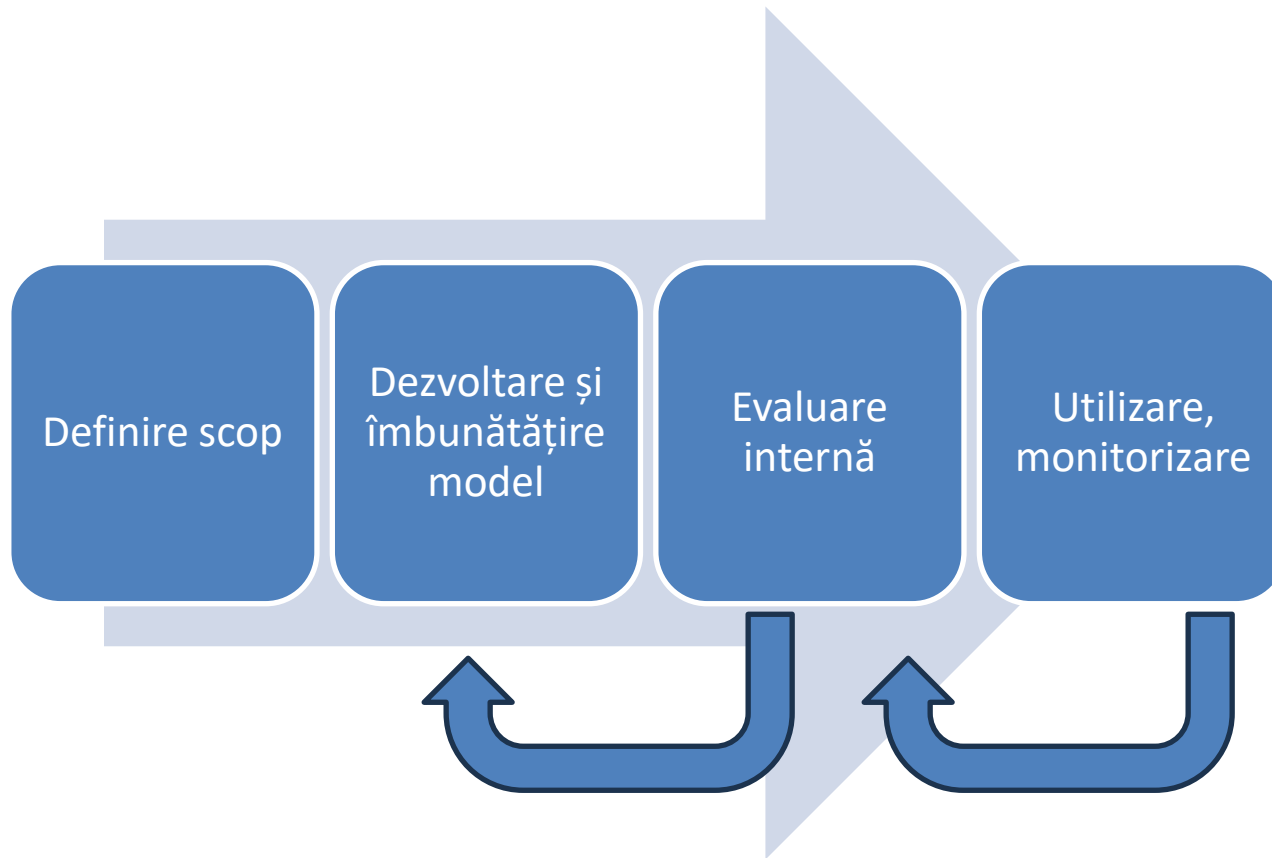 Definire scop
Dezvoltare și
îmbunătățire
model
Evaluare
internă
Utilizare,
monitorizare